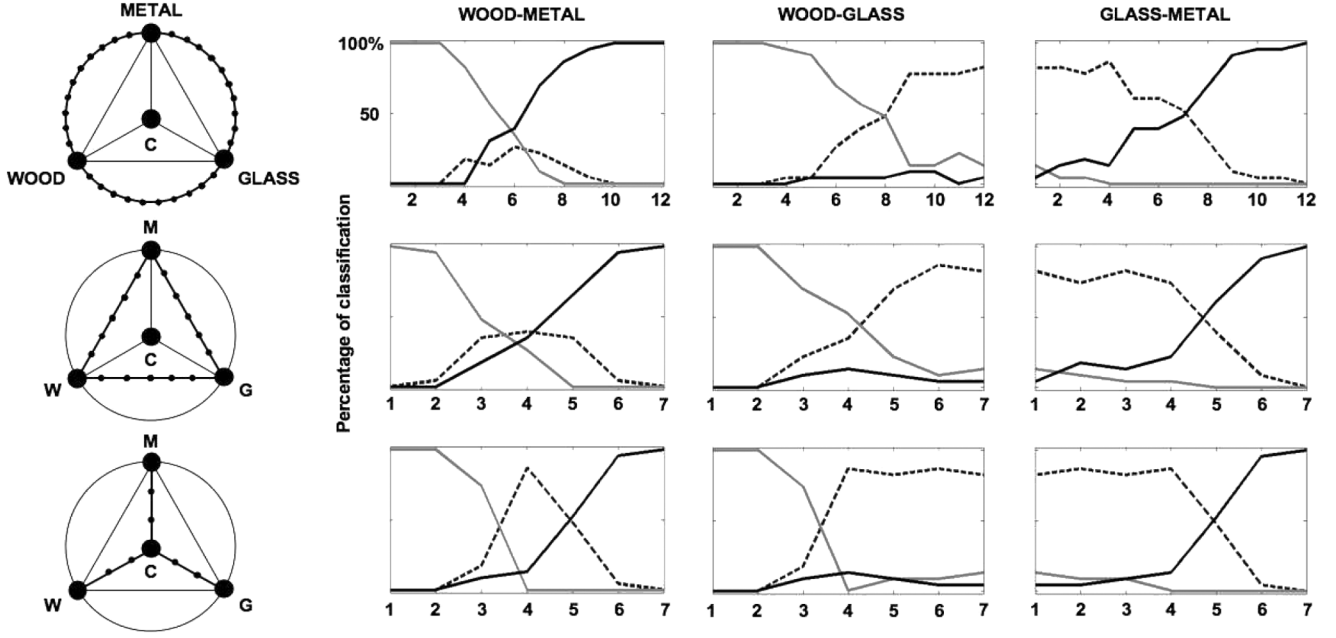 METAL
C
WOOD
GLASS
M
C
W
G
M
C
W
G
Percentage of classification
WOOD-METAL
WOOD-GLASS
GLASS-METAL
100%
50
2 4 6 8 10 12
2 4 6 8 10 12
2 4 6 8 10 12
1 2 3 4 5 6 7
1 2 3 4 5 6 7
1 2 3 4 5 6 7
1 2 3 4 5 6 7
1 2 3 4 5 6 7
1 2 3 4 5 6 7